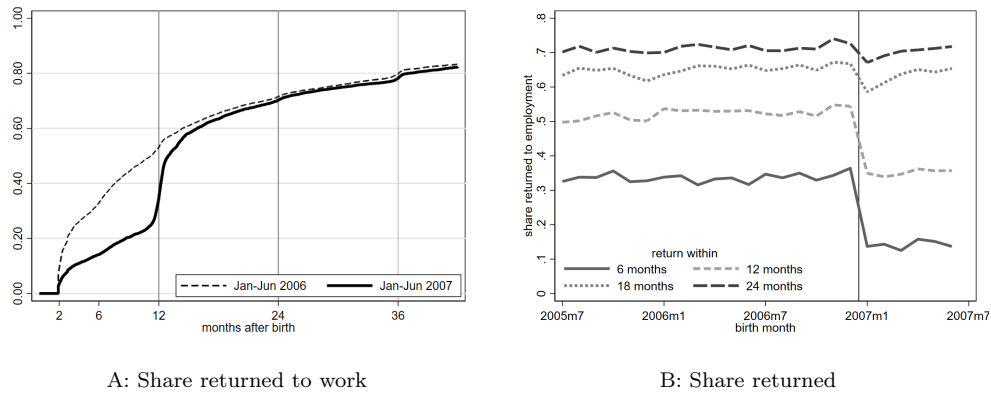 1.00
0.80
0.60
0.40
0.20
0.00
2 6 12 24 36
months after birth
Jan-Jun 2006 Jan-Jun 2007
A: Share returned to work
share returned to employment
.8
.7
.6
.5
.4
.3
.2
.1
0
return within
6 months 12 months
18 months 24 months
2005m7 2006m1 2006m7 2007m1 2007m7
birth month
B: Share returned